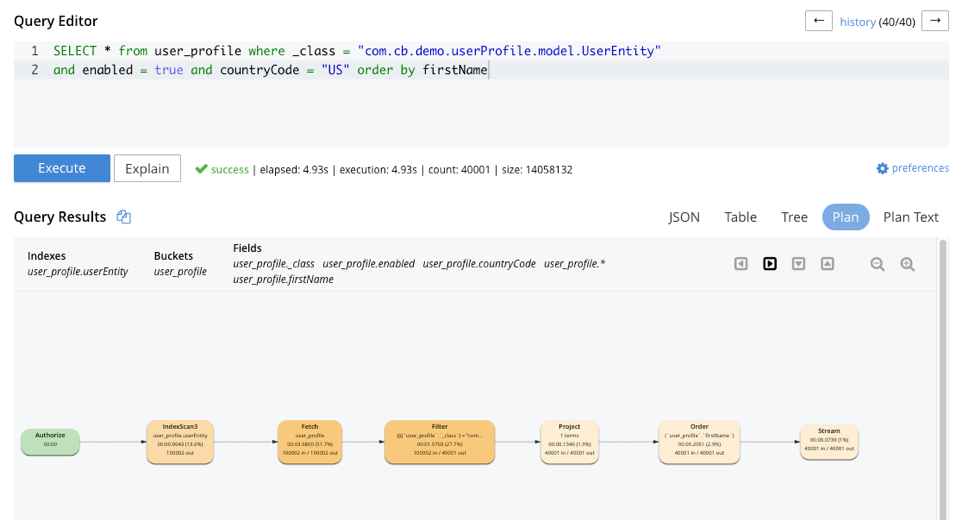 Query Editor
← history (40/40) →
1 SELECT * from user_profile where _class = "com.cb.demo.userProfile.model.UserEntity"
2 and enabled = true and countryCode = "US" order by firstName
Execute Explain success | elapsed: 4.93s | execution: 4.93s | count: 40001 | size: 14058132 preferences
Query Results JSON Table Tree Plan Plan Text
Indexes
user_profile.userEntity
Buckets
user_profile
Fields
user_profile._class user_profile.enabled user_profile.countryCode user_profile.*
user_profile.firstName
Authorize
00:00
IndexScan3
user_profile.userEntity
00:00.9643 (13.6%)
100002 out
Fetch
user_profile
00:03.6800 (51.7%)
100002 in / 100002 out
Filter
((((`user_profile`.`_class`) = "com...
00:01.9703 (27.7%)
100002 in / 40001 out
Project
1 terms
00:00.1346 (1.9%)
40001 in / 40001 out
Order
(`user_profile`.`firstName`)
00:00.2051 (2.9%)
40001 in / 40001 out
Stream
00:00.0739 (1%)
40001 in / 40001 out